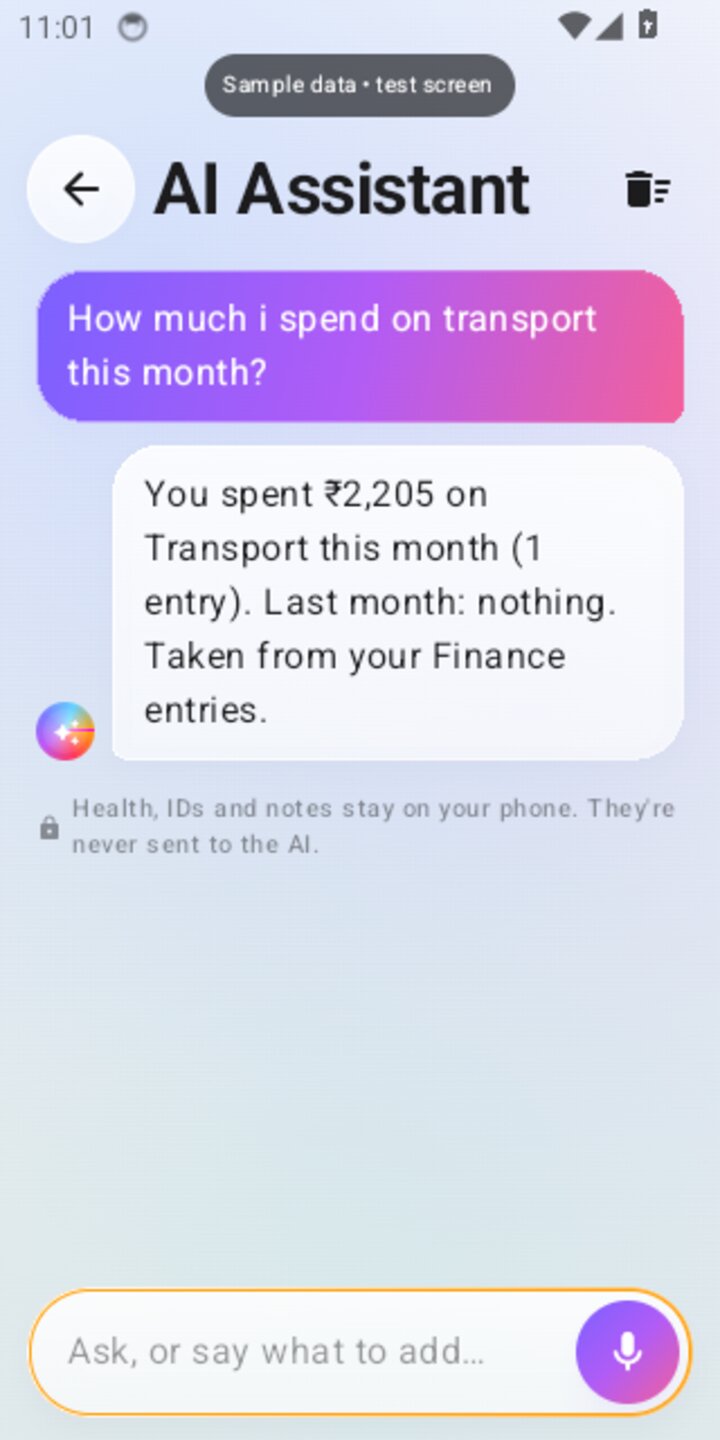 11:01
Sample data • test screen
AI Assistant
How much i spend on transport
this month?
You spent ₹2,205 on
Transport this month (1
entry). Last month: nothing.
Taken from your Finance
entries.
Health, IDs and notes stay on your phone. They're
never sent to the AI.
Ask, or say what to add...